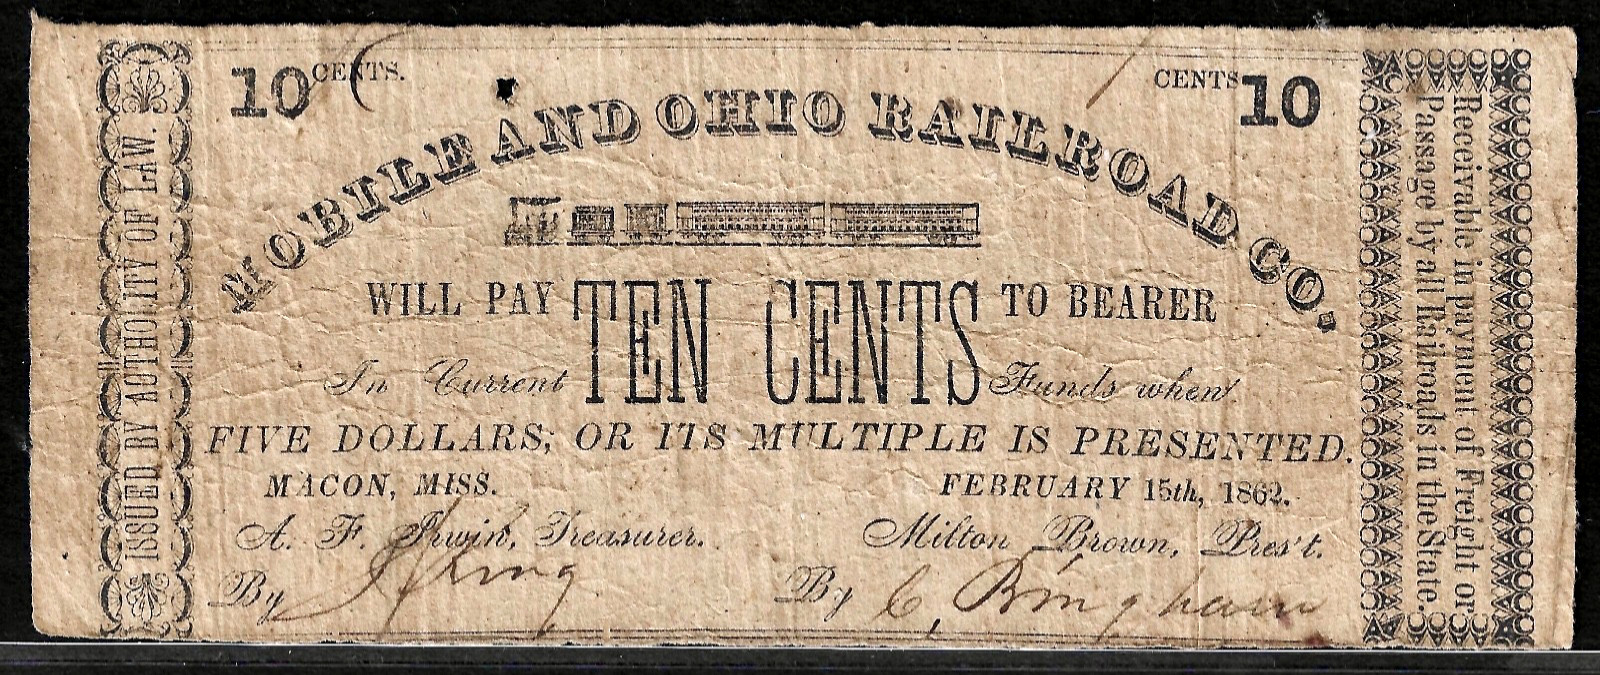 10 CENTS.
CENTS 10
MOBILE AND OHIO RAILROAD CO.
WILL PAY TEN CENTS TO BEARER
In Current Funds when
FIVE DOLLARS; OR ITS MULTIPLE IS PRESENTED.
MACON, MISS. FEBRUARY 15th, 1862.
A. F. Irwin, Treasurer. Milton Brown, Pres't.
By King By C. Bingham
ISSUED BY AUTHOLITY OF LAW.
Receivable in payment of Freight or
Passage by all Railroads in the State.